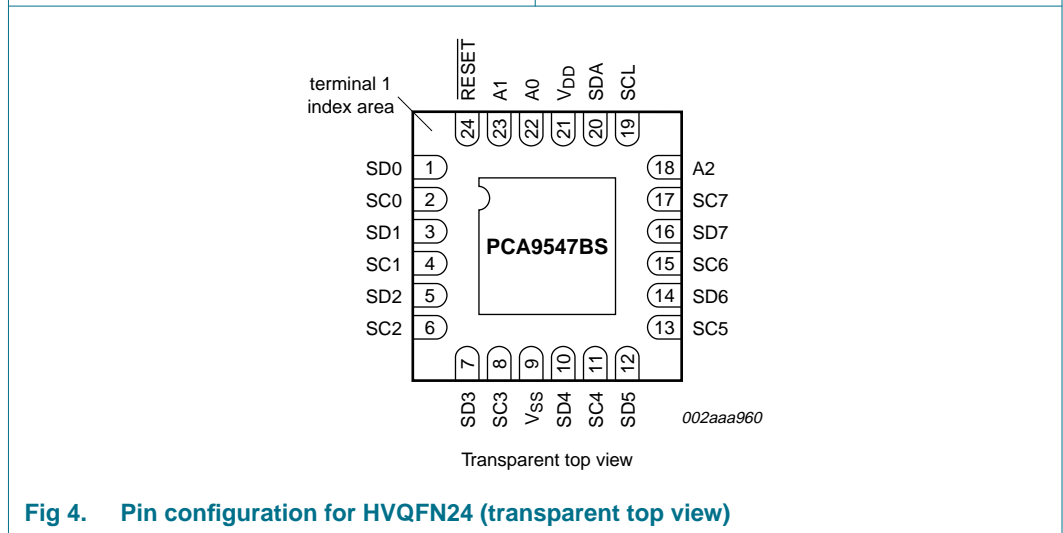 terminal 1
index area
RESET
A1
A0
VDD
SDA
SCL
24
23
22
21
20
19
SD0 1
SC0 2
SD1 3
SC1 4
SD2 5
SC2 6
18 A2
17 SC7
16 SD7
15 SC6
14 SD6
13 SC5
PCA9547BS
7
8
9
10
11
12
SD3
SC3
VSS
SD4
SC4
SD5
002aaa960
Transparent top view
Fig 4. Pin configuration for HVQFN24 (transparent top view)